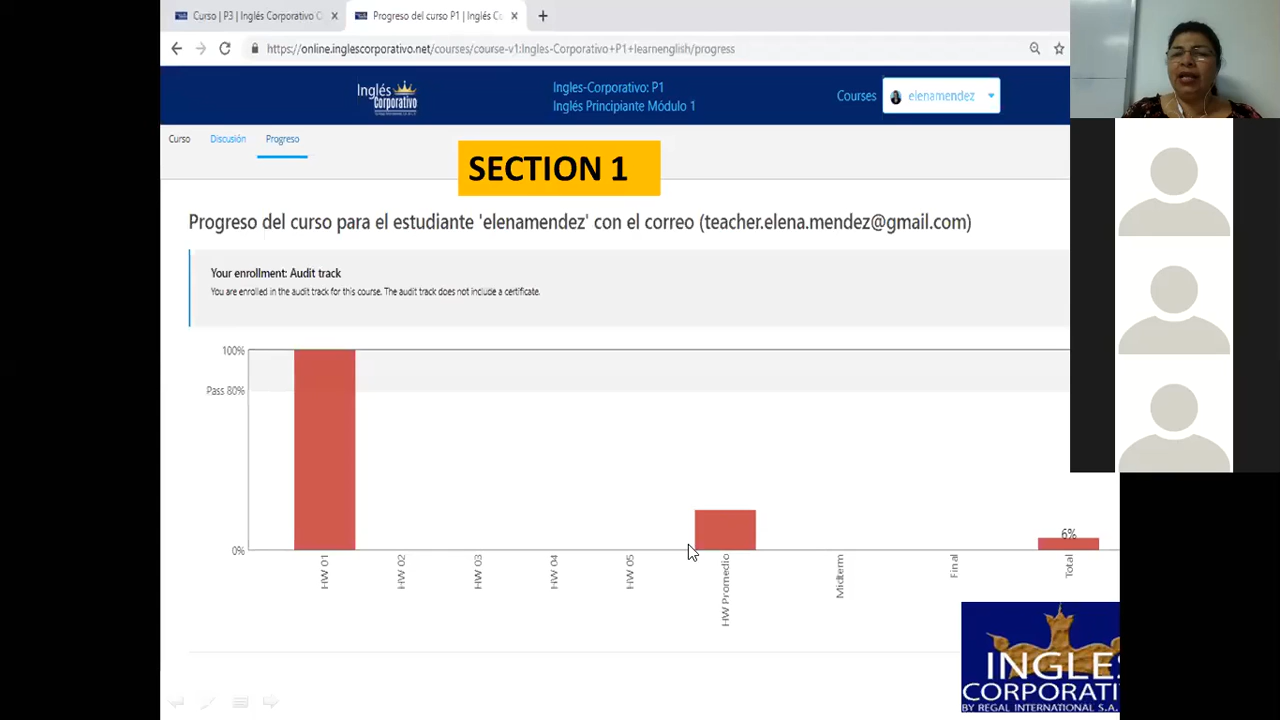 Curso | P3 | Inglés Corporativo O
Progreso del curso P1 | Inglés Co
https://online.inglescorporativo.net/courses/course-v1:Ingles-Corporativo+P1+learnenglish/progress
Inglés
Corporativo
Ingles-Corporativo: P1
Inglés Principiante Módulo 1
Courses
elenamendez
Curso
Discusión
Progreso
SECTION 1
Progreso del curso para el estudiante 'elenamendez' con el correo (teacher.elena.mendez@gmail.com)
Your enrollment: Audit track
You are enrolled in the audit track for this course. The audit track does not include a certificate.
100%
Pass 80%
0%
6%
HW 01
HW 02
HW 03
HW 04
HW 05
HW Promedio
Midterm
Final
Total
INGLES
CORPORATI
BY REGAL INTERNATIONAL S.A.